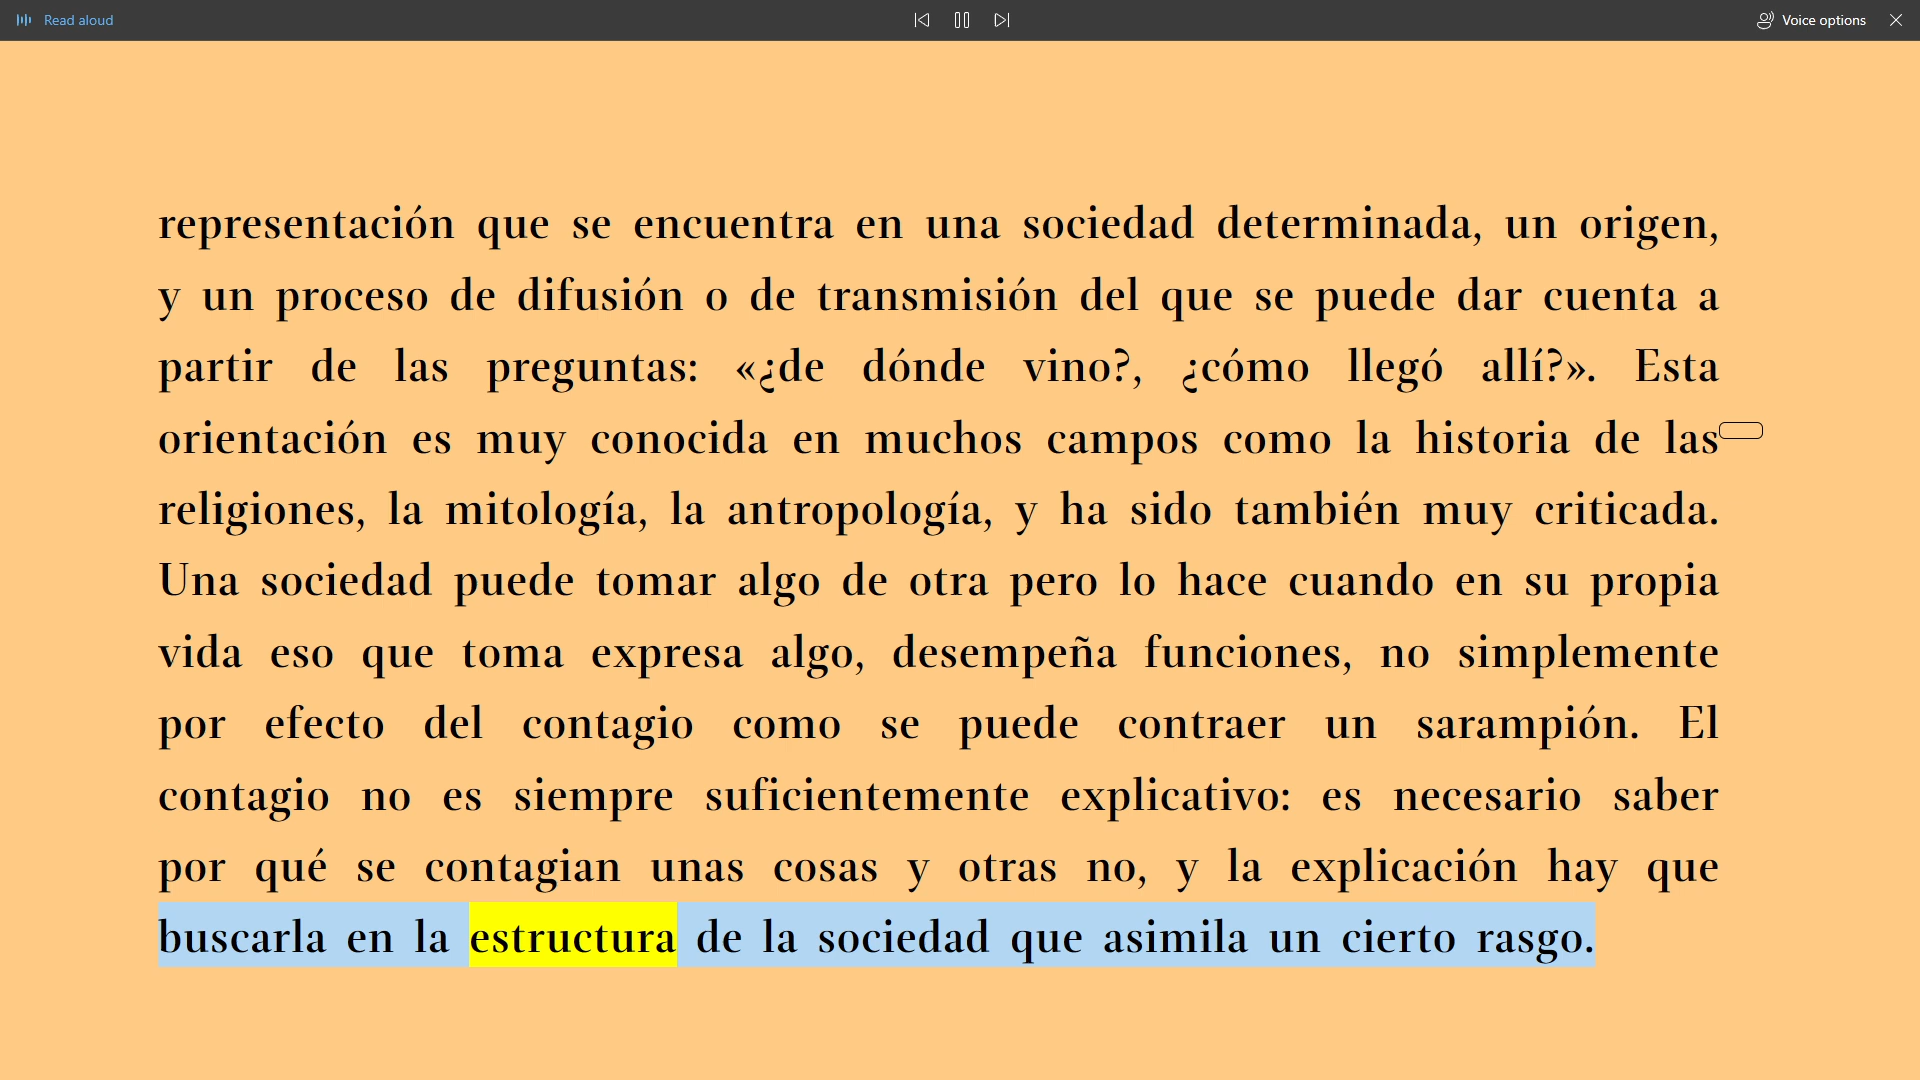 Read aloud
Voice options
representación que se encuentra en una sociedad determinada, un origen,
y un proceso de difusión o de transmisión del que se puede dar cuenta a
partir de las preguntas: «¿de dónde vino?, ¿cómo llegó allí?». Esta
orientación es muy conocida en muchos campos como la historia de las
religiones, la mitología, la antropología, y ha sido también muy criticada.
Una sociedad puede tomar algo de otra pero lo hace cuando en su propia
vida eso que toma expresa algo, desempeña funciones, no simplemente
por efecto del contagio como se puede contraer un sarampión. El
contagio no es siempre suficientemente explicativo: es necesario saber
por qué se contagian unas cosas y otras no, y la explicación hay que
buscarla en la estructura de la sociedad que asimila un cierto rasgo.